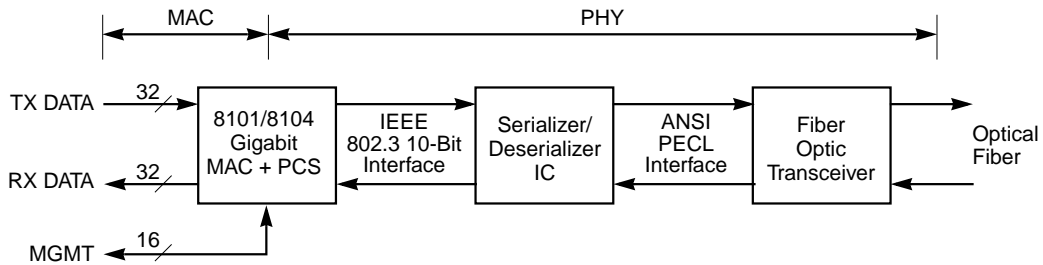 MAC
PHY
TX DATA
32
8101/8104
Gigabit
MAC + PCS
IEEE
802.3 10-Bit
Interface
Serializer/
Deserializer
IC
ANSI
PECL
Interface
Fiber
Optic
Transceiver
Optical
Fiber
RX DATA
32
MGMT
16